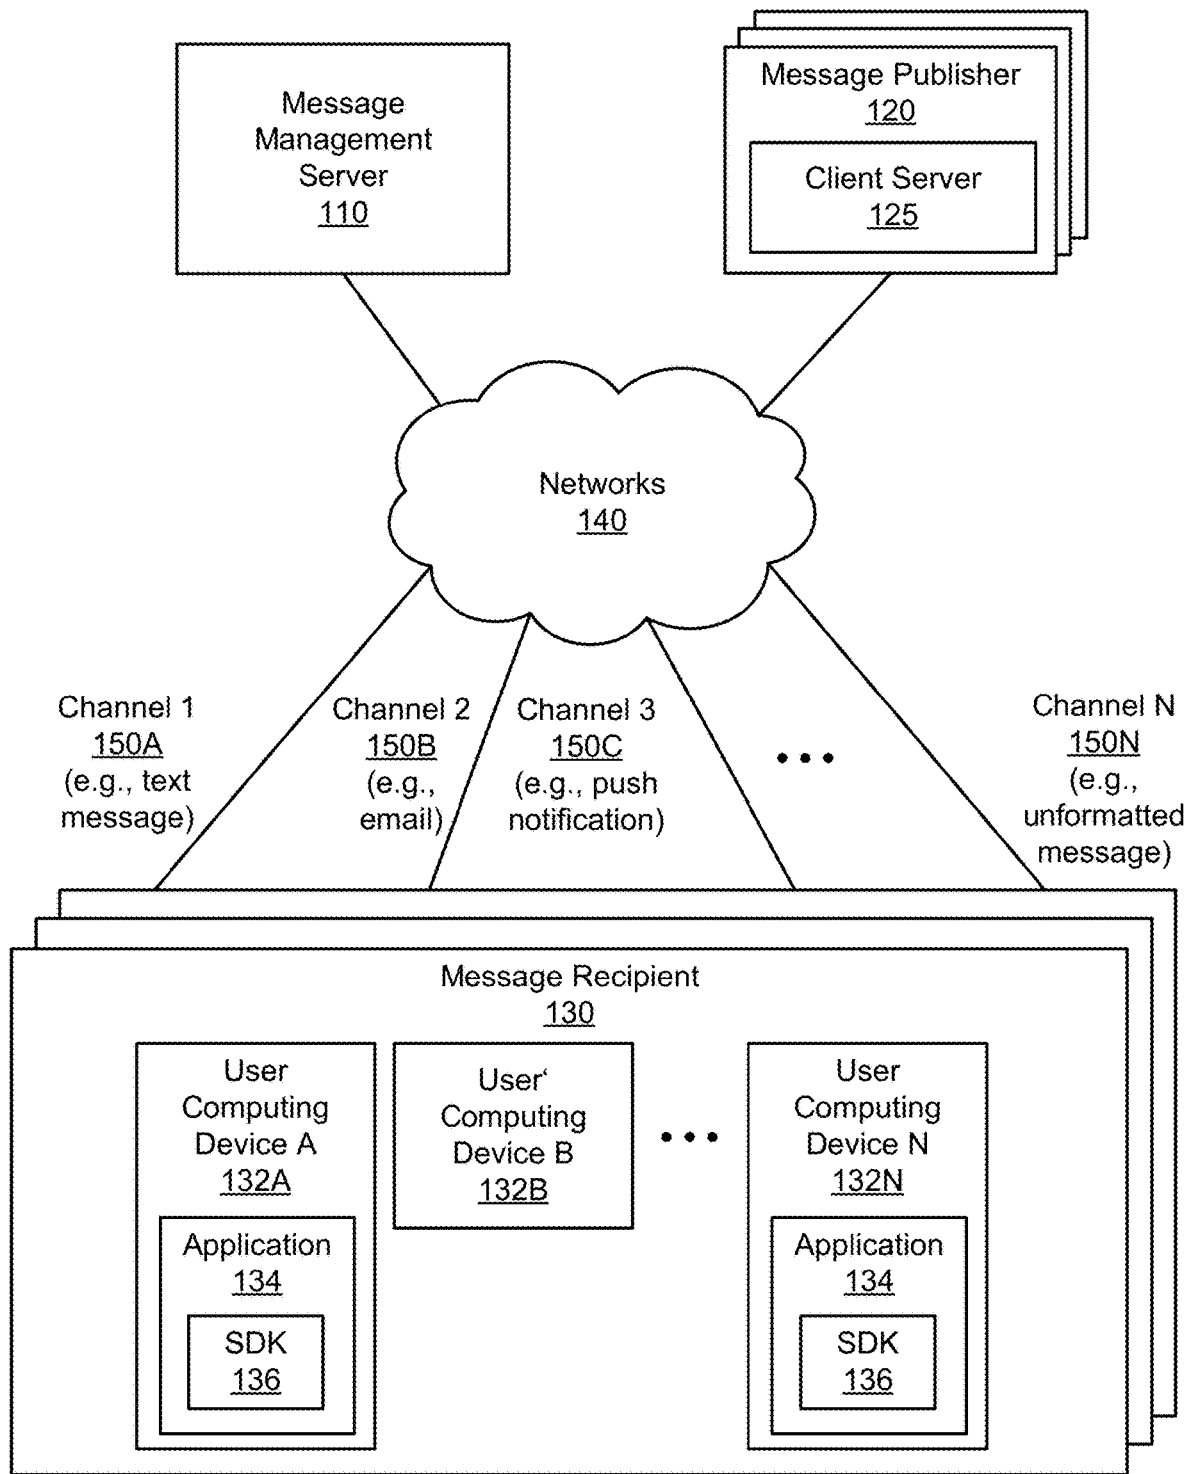 Message
Management
Server
110
Message Publisher
120
Client Server
125
Networks
140
Channel 1
150A
(e.g., text
message)
Channel 2
150B
(e.g.,
email)
Channel 3
150C
(e.g., push
notification)
Channel N
150N
(e.g.,
unformatted
message)
Message Recipient
130
User
Computing
Device A
132A
Application
134
SDK
136
User‘
Computing
Device B
132B
User
Computing
Device N
132N
Application
134
SDK
136